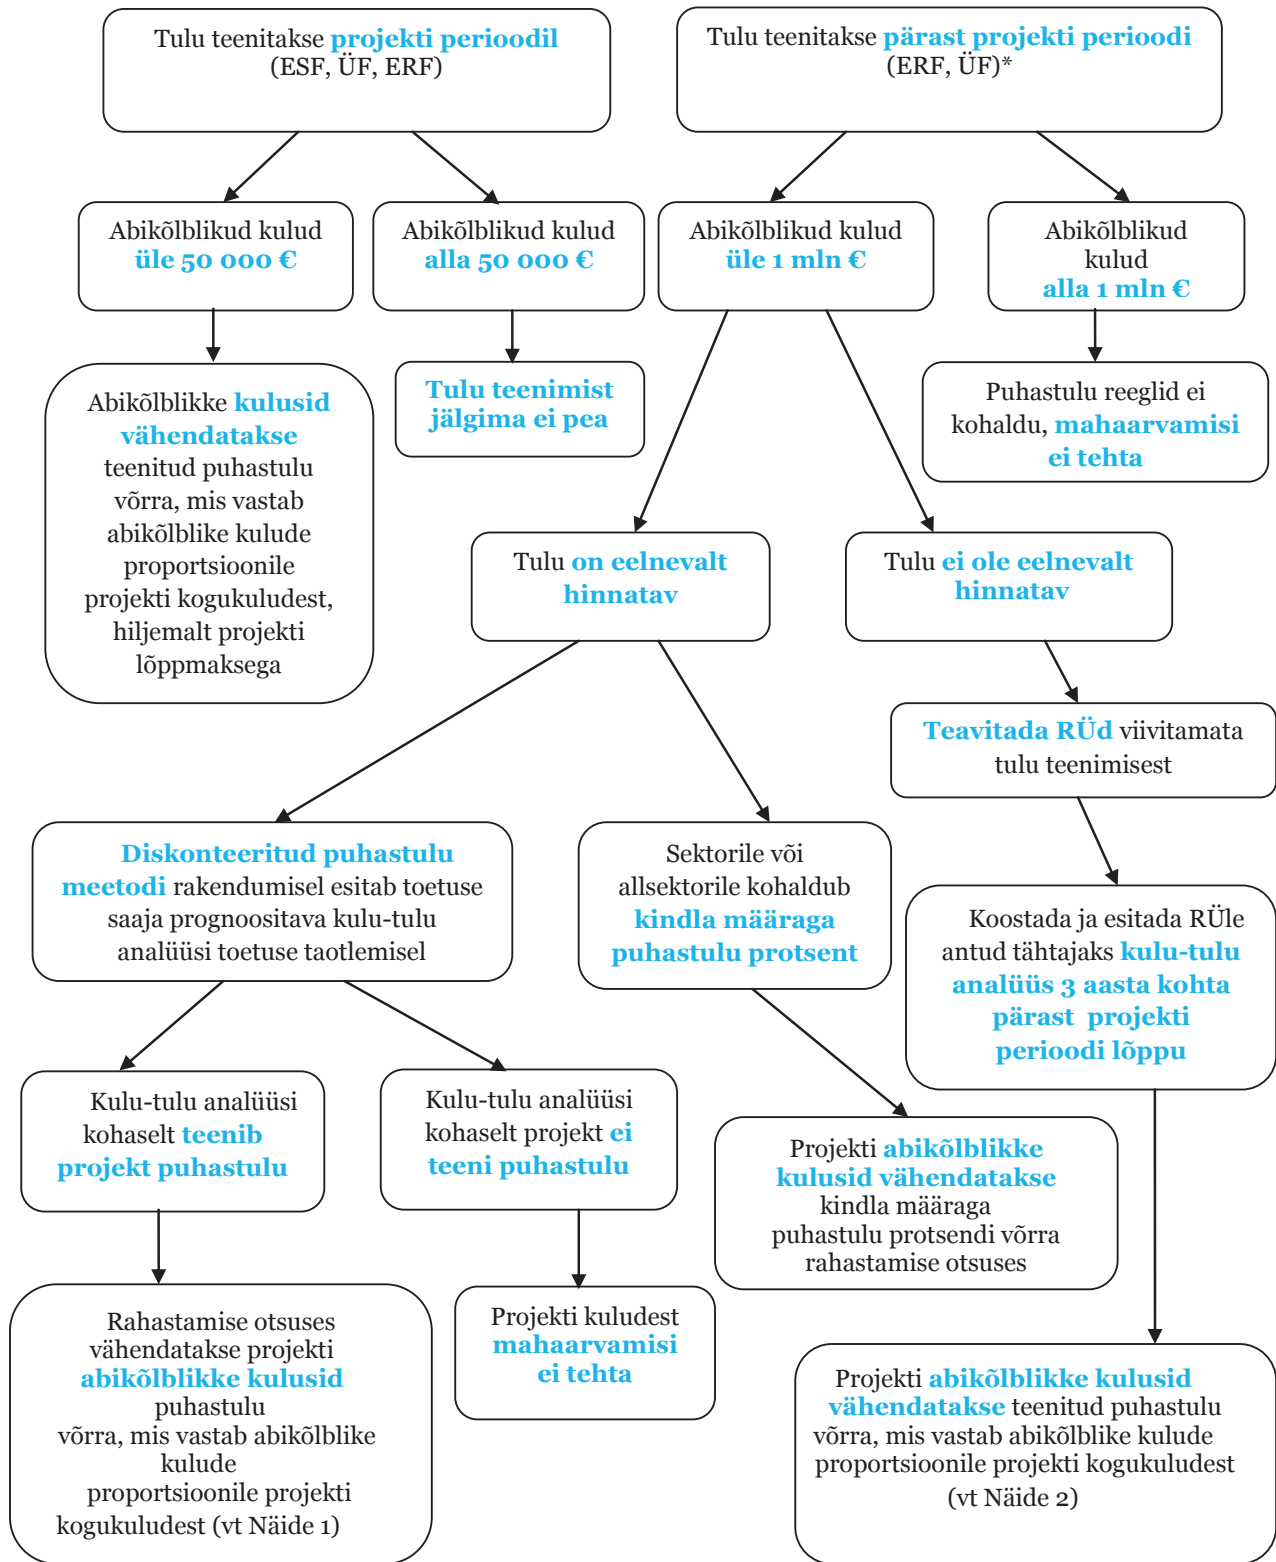 Tulu teenitakse projekti perioodil
(ESF, ÜF, ERF)
Tulu teenitakse pärast projekti perioodi
(ERF, ÜF)*
Abikõlblikud kulud
üle 50 000 €
Abikõlblikud kulud
alla 50 000 €
Abikõlblikud kulud
üle 1 mln €
Abikõlblikud
kulud
alla 1 mln €
Abikõlblikke kulusid
vähendatakse
teenitud puhastulu
võrra, mis vastab
abikõlblike kulude
proportsioonile
projekti kogukuludest,
hiljemalt projekti
lõppmaksega
Tulu teenimist
jälgima ei pea
Puhastulu reeglid ei
kohaldu, mahaarvamisi
ei tehta
Tulu on eelnevalt
hinnatav
Tulu ei ole eelnevalt
hinnatav
Teavitada RÜd viivitamata
tulu teenimisest
Diskonteeritud puhastulu
meetodi rakendumisel esitab toetuse
saaja prognoositava kulu-tulu
analüüsi toetuse taotlemisel
Sektorile või
allsektorile kohaldub
kindla määraga
puhastulu protsent
Koostada ja esitada RÜle
antud tähtajaks kulu-tulu
analüüs 3 aasta kohta
pärast projekti
perioodi lõppu
Kulu-tulu analüüsi
kohaselt teenib
projekt puhastulu
Kulu-tulu analüüsi
kohaselt projekt ei
teeni puhastulu
Projekti abikõlblikke
kulusid vähendatakse
kindla määraga
puhastulu protsendi võrra
rahastamise otsuses
Rahastamise otsuses
vähendatakse projekti
abikõlblikke kulusid
puhastulu
võrra, mis vastab abikõlblike
kulude
proportsioonile projekti
kogukuludest (vt Näide 1)
Projekti kuludest
mahaarvamisi
ei tehta
Projekti abikõlblikke kulusid
vähendatakse teenitud puhastulu
võrra, mis vastab abikõlblike kulude
proportsioonile projekti kogukuludest
(vt Näide 2)